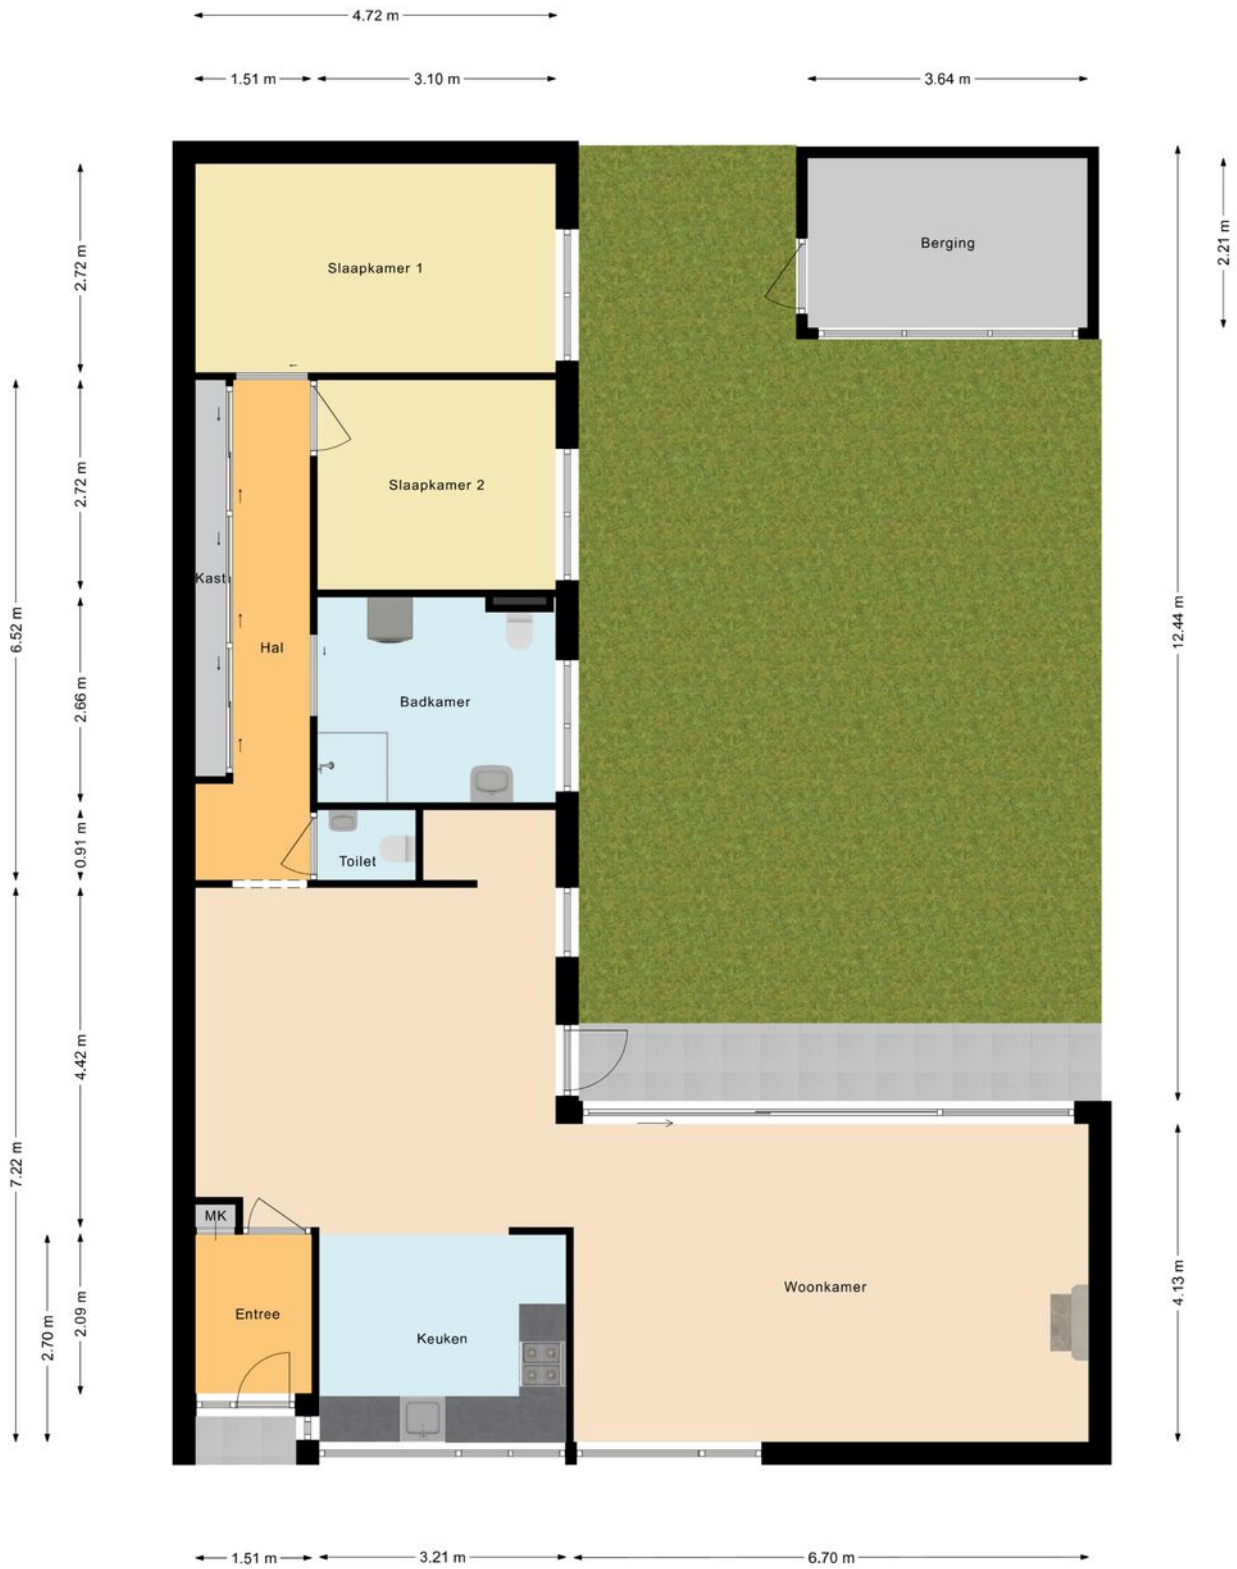 4.72 m
1.51 m
3.10 m
3.64 m
2.72 m
2.21 m
Berging
Slaapkamer 1
2.72 m
Slaapkamer 2
Kast
6.52 m
12.44 m
Hal
2.66 m
Badkamer
0.91 m
Toilet
4.42 m
7.22 m
MK
4.13 m
Woonkamer
Entree
2.09 m
2.70 m
Keuken
1.51 m
3.21 m
6.70 m